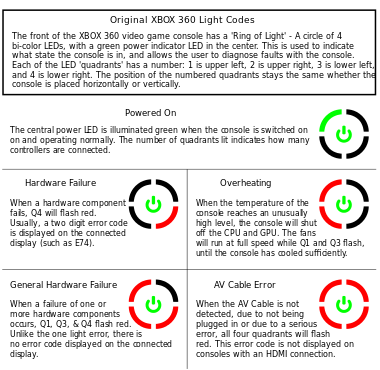 Original XBOX 360 Light Codes
The front of the XBOX 360 video game console has a 'Ring of Light' - A circle of 4
bi-color LEDs, with a green power indicator LED in the center. This is used to indicate
what state the console is in, and allows the user to diagnose faults with the console.
Each of the LED 'quadrants' has a number: 1 is upper left, 2 is upper right, 3 is lower left,
and 4 is lower right. The position of the numbered quadrants stays the same whether the
console is placed horizontally or vertically.
Powered On
The central power LED is illuminated green when the console is switched on
on and operating normally. The number of quadrants lit indicates how many
controllers are connected.
Hardware Failure
When a hardware component
fails, Q4 will flash red.
Usually, a two digit error code
is displayed on the connected
display (such as E74).
Overheating
When the temperature of the
console reaches an unusually
high level, the console will shut
off the CPU and GPU. The fans
will run at full speed while Q1 and Q3 flash,
until the console has cooled sufficently.
General Hardware Failure
When a failure of one or
more hardware components
occurs, Q1, Q3, & Q4 flash red.
Unlike the one light error, there is
no error code displayed on the connected
display.
AV Cable Error
When the AV Cable is not
detected, due to not being
plugged in or due to a serious
error, all four quadrants will flash
red. This error code is not displayed on
consoles with an HDMI connection.